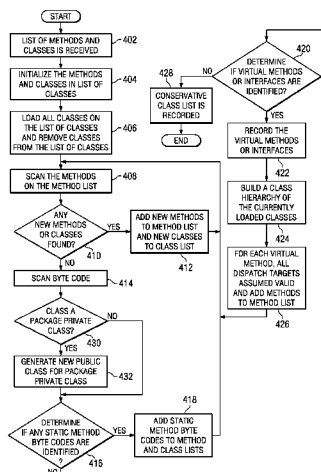 START
LIST OF METHODS AND
CLASSES IS RECEIVED
402
INITIALIZE THE METHODS
AND CLASSES IN LIST OF
CLASSES
404
LOAD ALL CLASSES ON
THE LIST OF CLASSES
AND REMOVE CLASSES
FROM THE LIST OF CLASSES
406
SCAN THE METHODS
ON THE METHOD LIST
408
ANY
NEW METHODS
OR CLASSES
FOUND?
410
YES
ADD NEW METHODS
TO METHOD LIST
AND NEW CLASSES
TO CLASS LIST
412
NO
SCAN BYTE CODE
414
CLASS A
PACKAGE PRIVATE
CLASS?
430
NO
YES
GENERATE NEW PUBLIC
CLASS FOR PACKAGE
PRIVATE CLASS
432
DETERMINE
IF ANY STATIC METHOD
BYTE CODES ARE
IDENTIFIED
?
416
YES
ADD STATIC
METHOD BYTE
CODES TO METHOD
AND CLASS LISTS
418
NO
420
DETERMINE
IF VIRTUAL METHODS
OR INTERFACES ARE
IDENTIFIED?
NO
428
CONSERVATIVE
CLASS LIST IS
RECORDED
END
YES
RECORD THE
VIRTUAL METHODS
OR INTERFACES
422
BUILD A CLASS
HIERARCHY OF
THE CURRENTLY
LOADED CLASSES
424
FOR EACH VIRTUAL
METHOD, ALL
DISPATCH TARGETS
ASSUMED VALID
AND ADD METHODS
TO METHOD LIST
426